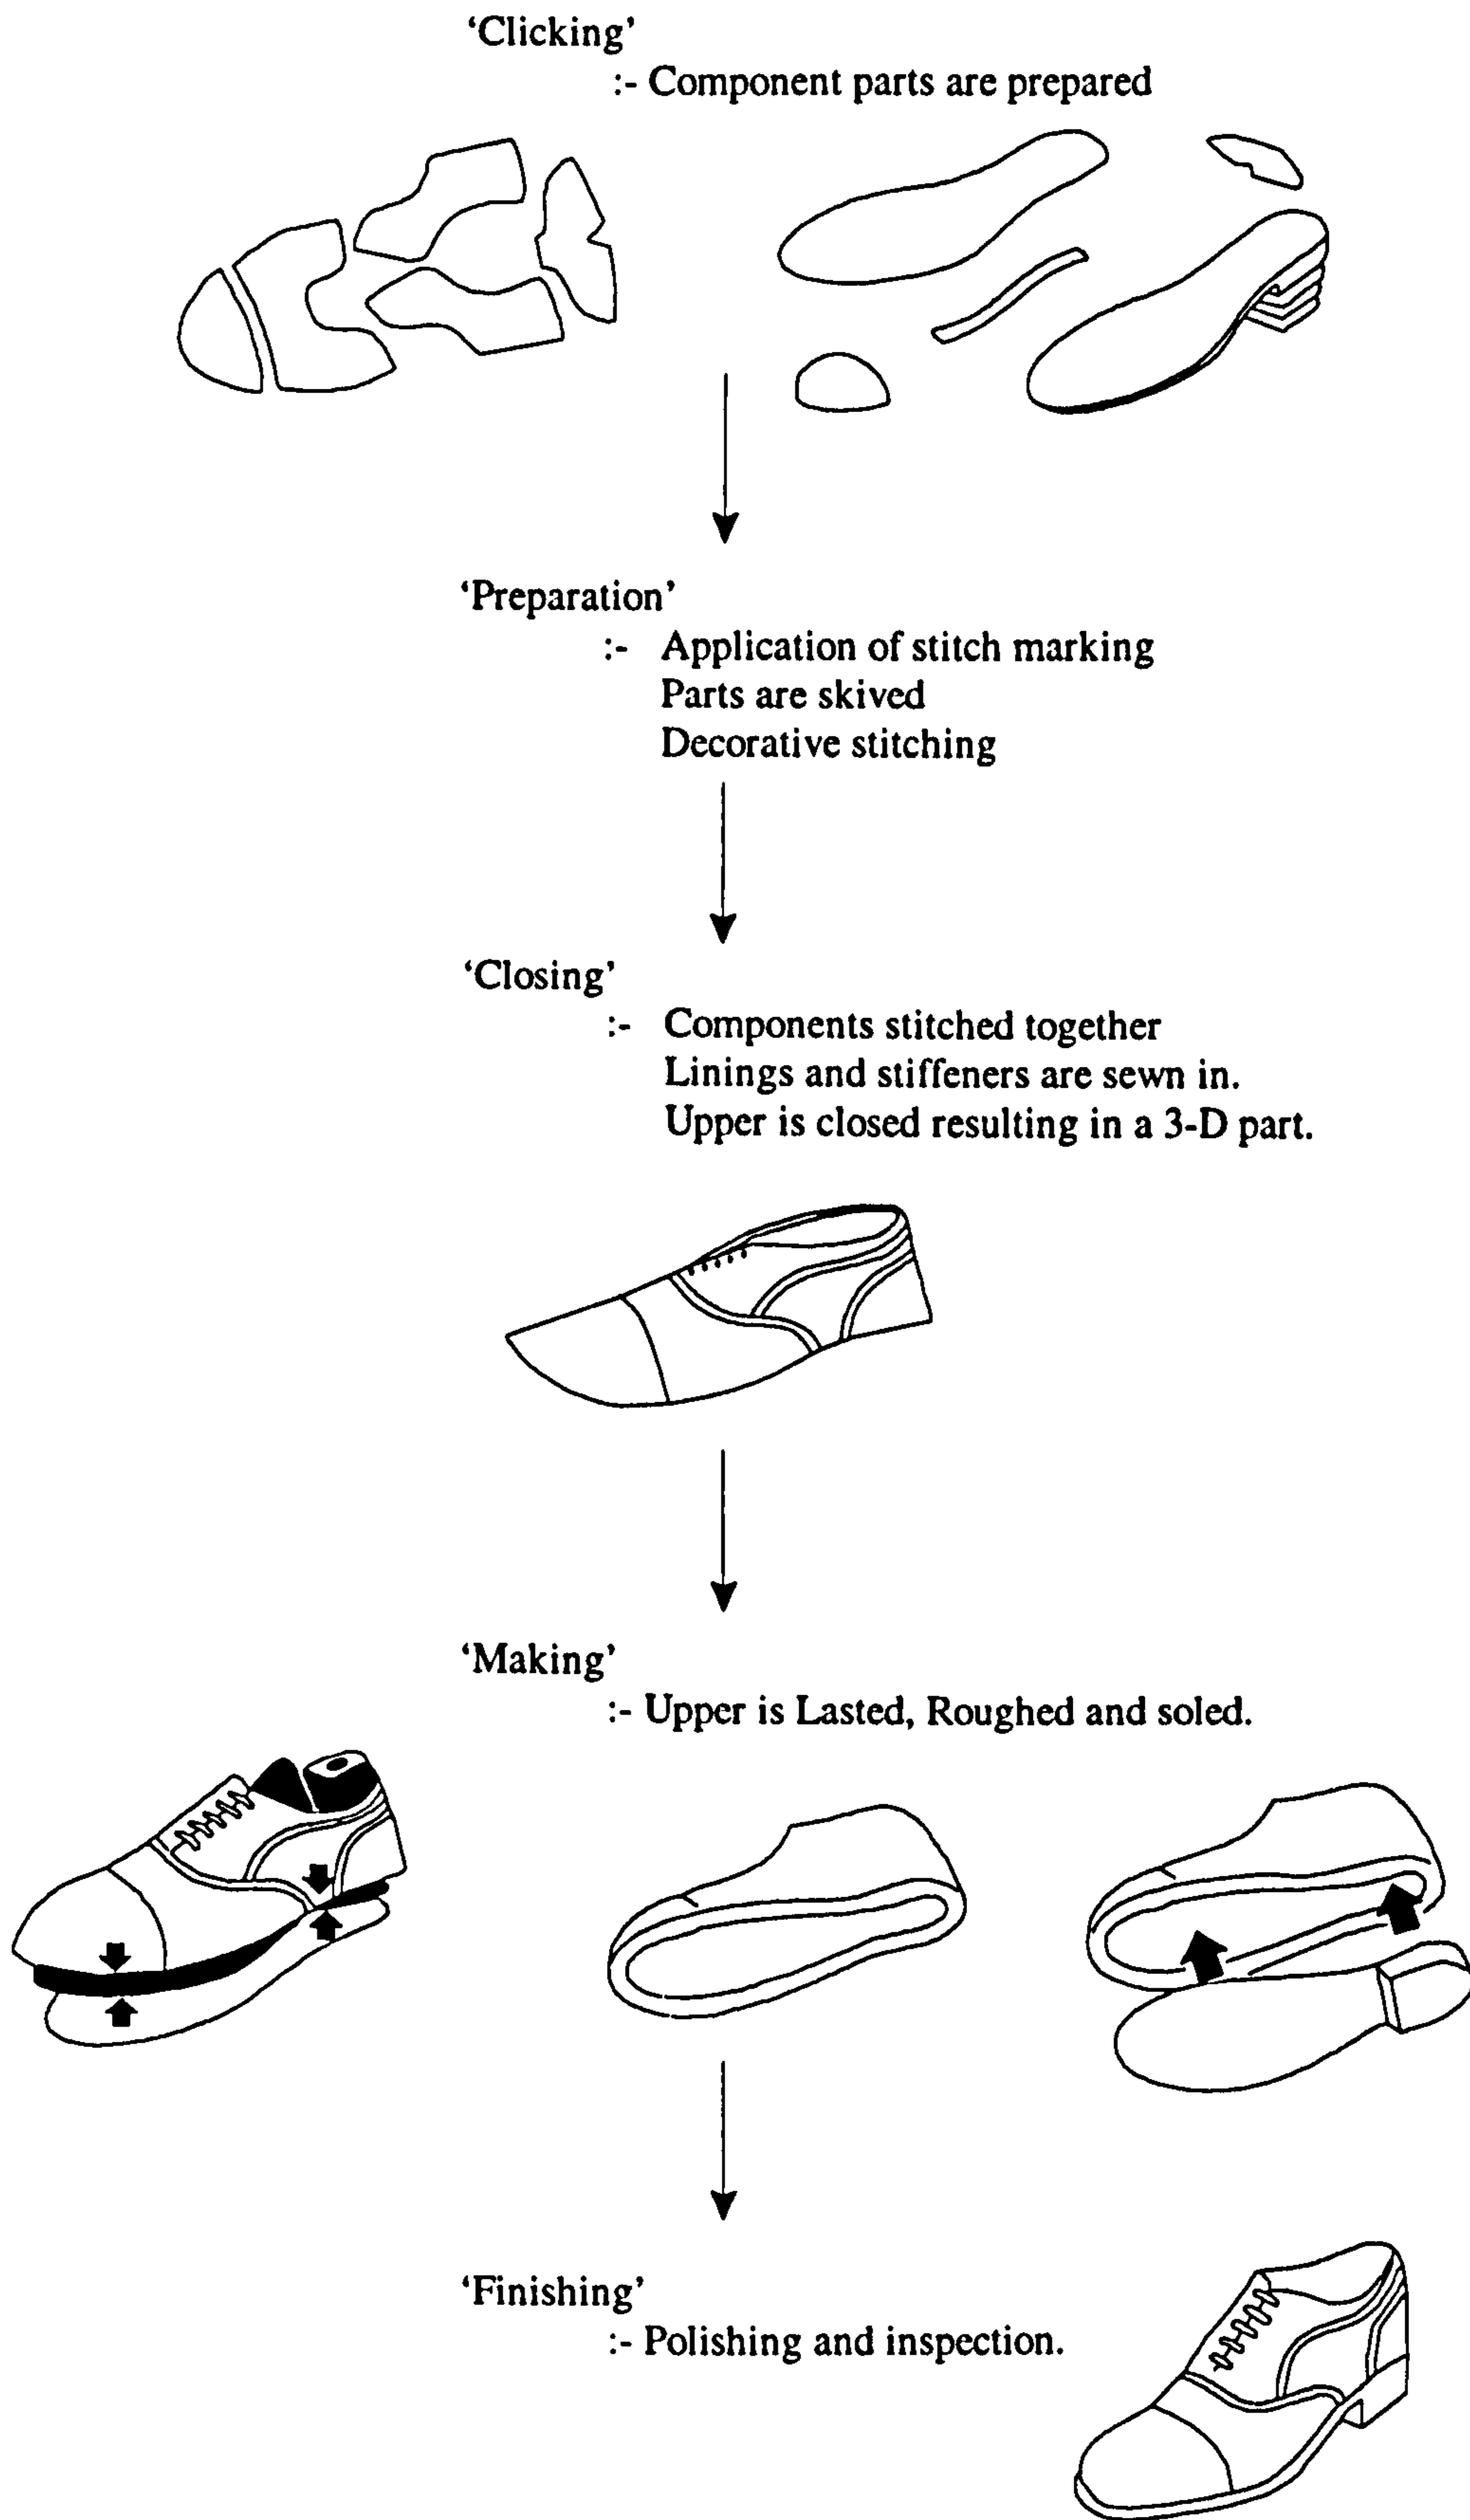 ‘Clicking’
:- Component parts are prepared
‘Preparation’
:- Application of stitch marking
Parts are skived
Decorative stitching
‘Closing’
:- Components stitched together
Linings and stiffeners are sewn in.
Upper is closed resulting in a 3-D part.
‘Making’
:- Upper is Lasted, Roughed and soled.
‘Finishing’
:- Polishing and inspection.